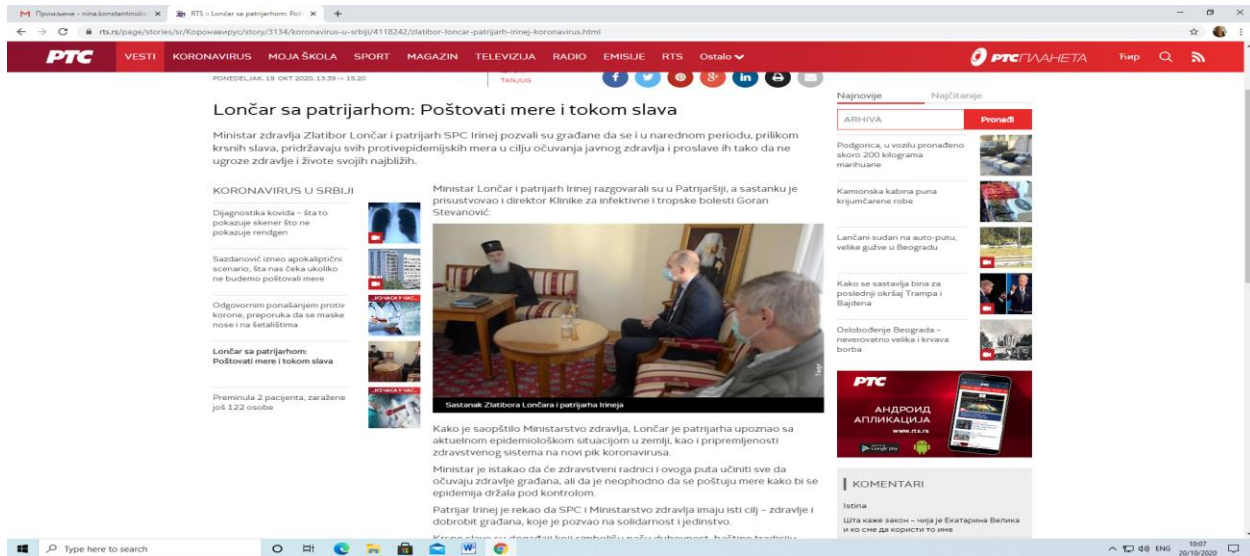 Примљене - nina.konstantinidis
RTS :: Lončar sa patrijarhom: Pošt
rts.rs/page/stories/sr/Коронавирус/story/3134/koronavirus-u-srbiji/4118242/zlatibor-loncar-patrijarh-irinej-koronavirus.html
РТС
VESTI KORONAVIRUS MOJA ŠKOLA SPORT MAGAZIN TELEVIZIJA RADIO EMISIJE RTS Ostalo
РТС ПЛАНЕТА Ћир
PONEDELJAK, 19. OKT 2020, 13:39 -> 15:20
TANJUG
Lončar sa patrijarhom: Poštovati mere i tokom slava
Ministar zdravlja Zlatibor Lončar i patrijarh SPC Irinej pozvali su građane da se i u narednom periodu, prilikom
krsnih slava, pridržavaju svih protivepidemijskih mera u cilju očuvanja javnog zdravlja i proslave ih tako da ne
ugroze zdravlje i živote svojih najbližih.
KORONAVIRUS U SRBIJI
Dijagnostika kovida – šta to
pokazuje skener što ne
pokazuje rendgen
Sazdanović izneo apokaliptični
scenario, šta nas čeka ukoliko
ne budemo poštovali mere
Odgovornim ponašanjem protiv
korone, preporuka da se maske
nose i na šetalištima
Lončar sa patrijarhom:
Poštovati mere i tokom slava
Preminula 2 pacijenta, zaražene
još 122 osobe
Ministar Lončar i patrijarh Irinej razgovarali su u Patrijaršiji, a sastanku je
prisustvovao i direktor Klinike za infektivne i tropske bolesti Goran
Stevanović.
Sastanak Zlatibora Lončara i patrijarha Irineja
Kako je saopštilo Ministarstvo zdravlja, Lončar je patrijarha upoznao sa
aktuelnom epidemiološkom situacijom u zemlji, kao i pripremljenosti
zdravstvenog sistema na novi pik koronavirusa.
Ministar je istakao da će zdravstveni radnici i ovoga puta učiniti sve da
očuvaju zdravlje građana, ali da je neophodno da se poštuju mere kako bi se
epidemija držala pod kontrolom.
Patrijar Irinej je rekao da SPC i Ministarstvo zdravlja imaju isti cilj – zdravlje i
dobrobit građana, koje je pozvao na solidarnost i jedinstvo.
Krsne slave su događaji koji simbolišu našu duhovnost, baštine tradiciju
Najnovije Najčitanije
ARHIVA Pronađi
Podgorica, u vozilu pronađeno
skoro 200 kilograma
marihuane
Kamionska kabina puna
krijumčarene robe
Lančani sudari na auto-putu,
velike gužve u Beogradu
Kako se sastavlja bina za
poslednji okršaj Trampa i
Bajdena
Oslobođenje Beograda –
neverovatno velika i krvava
borba
РТС
АНДРОИД
АПЛИКАЦИЈА
www.rts.rs
Google play
KOMENTARI
Istina
Шта каже закон – чија је Екатарина Велика
и ко сме да користи то име
Type here to search
ENG
10:07
20/10/2020